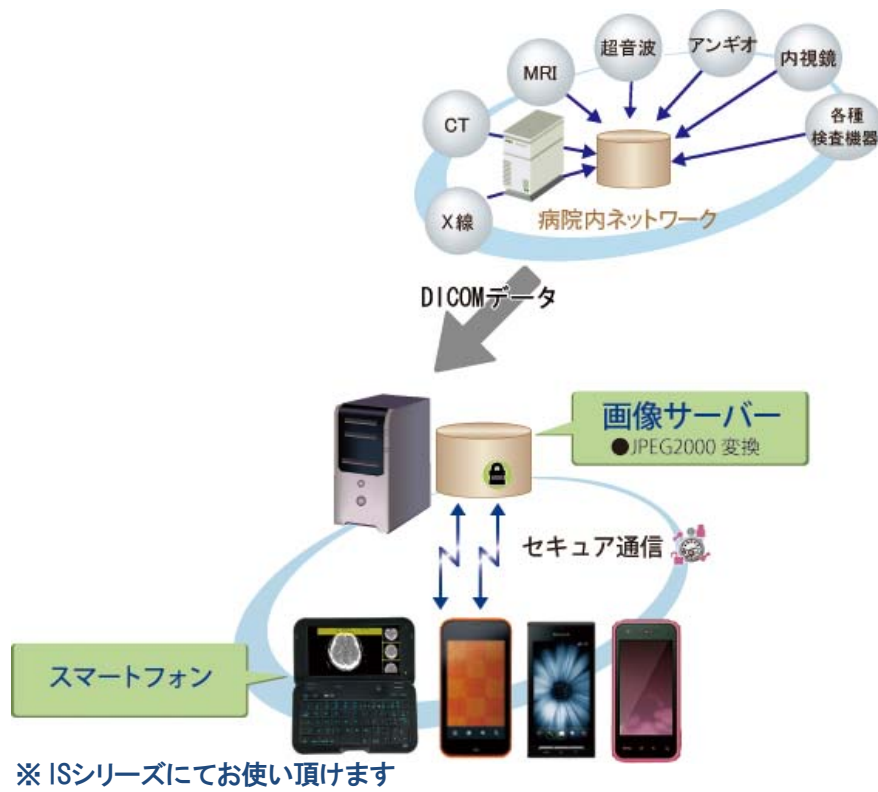 超音波
アンギオ
MRI
内視鏡
CT
各種
検査機器
X線
病院内ネットワーク
DICOMデータ
画像サーバー
●JPEG2000 変換
セキュア通信
スマートフォン
※ ISシリーズにてお使い頂けます